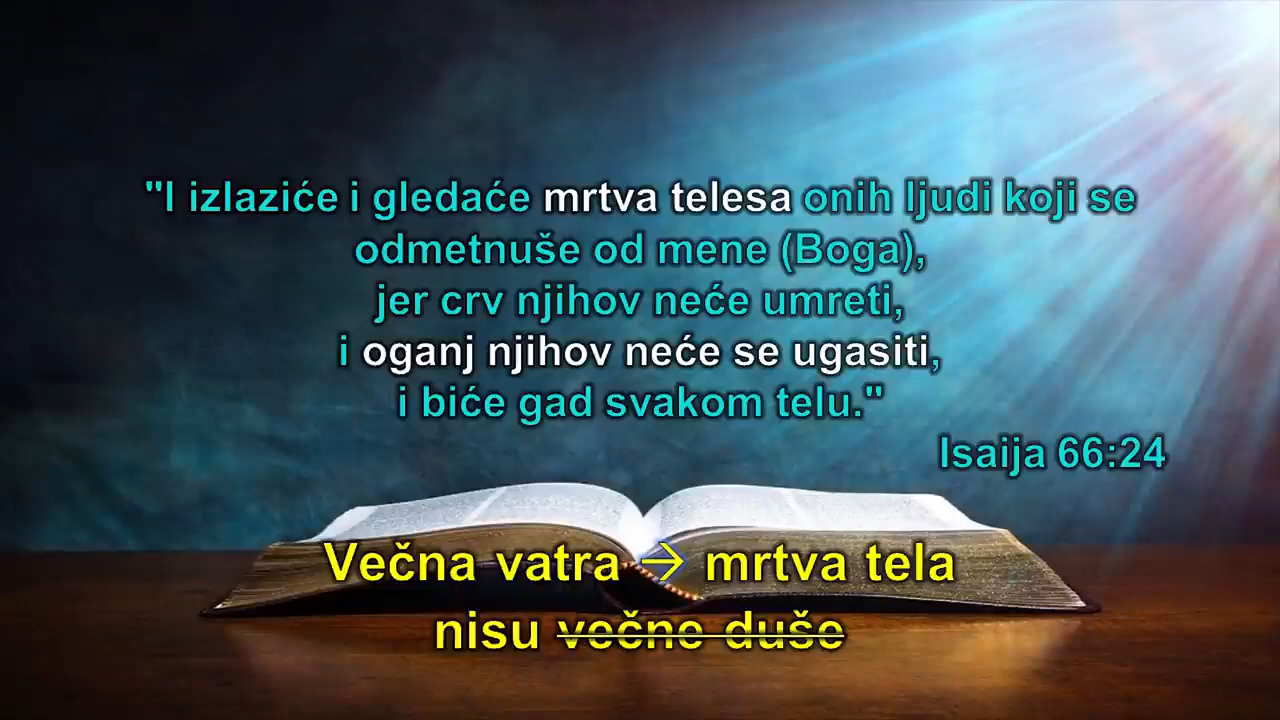 "I izlaziće i gledaće mrtva telesa onih ljudi koji se
odmetnuše od mene (Boga),
jer crv njihov neće umreti,
i oganj njihov neće se ugasiti,
i biće gad svakom telu."
Isaija 66:24
Večna vatra → mrtva tela
nisu večne duše